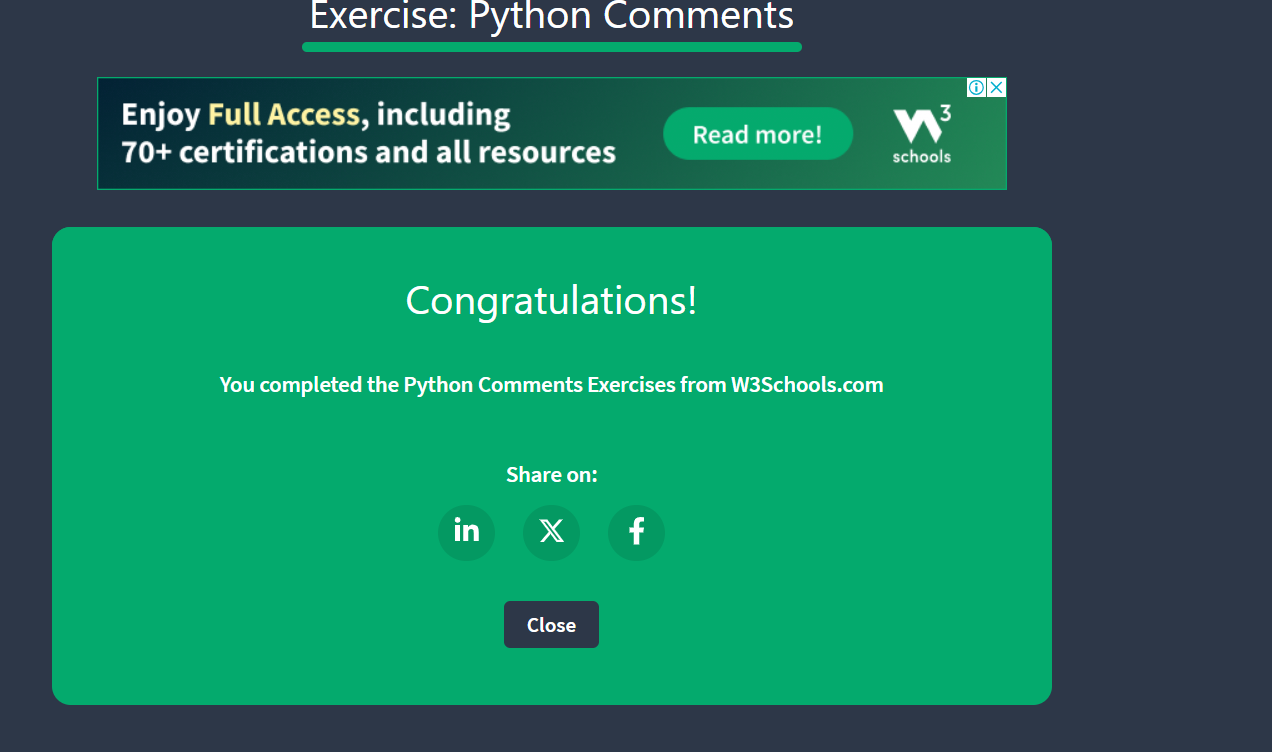 Exercise: Python Comments
Enjoy Full Access, including
70+ certifications and all resources
Read more!
W3
schools
Congratulations!
You completed the Python Comments Exercises from W3Schools.com
Share on:
in X f
Close